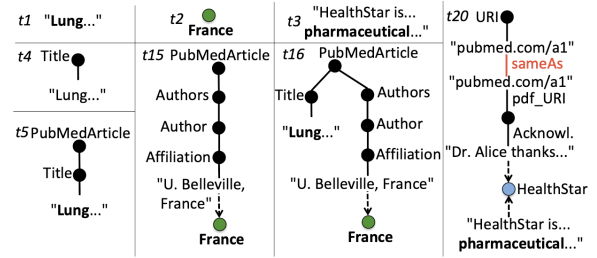 t1 "Lung..."
t2
France
t3 "HealthStar is...
pharmaceutical..."
t4 Title
"Lung..."
t5 PubMedArticle
Title
"Lung..."
t15 PubMedArticle
Authors
Author
Affiliation
"U. Belleville,
France"
France
t16 PubMedArticle
Title
Authors
"Lung..."
Author
Affiliation
"U. Belleville, France"
France
t20 URI
"pubmed.com/a1"
sameAs
"pubmed.com/a1"
pdf_URI
Acknowl.
"Dr. Alice thanks..."
HealthStar
"HealthStar is...
pharmaceutical..."